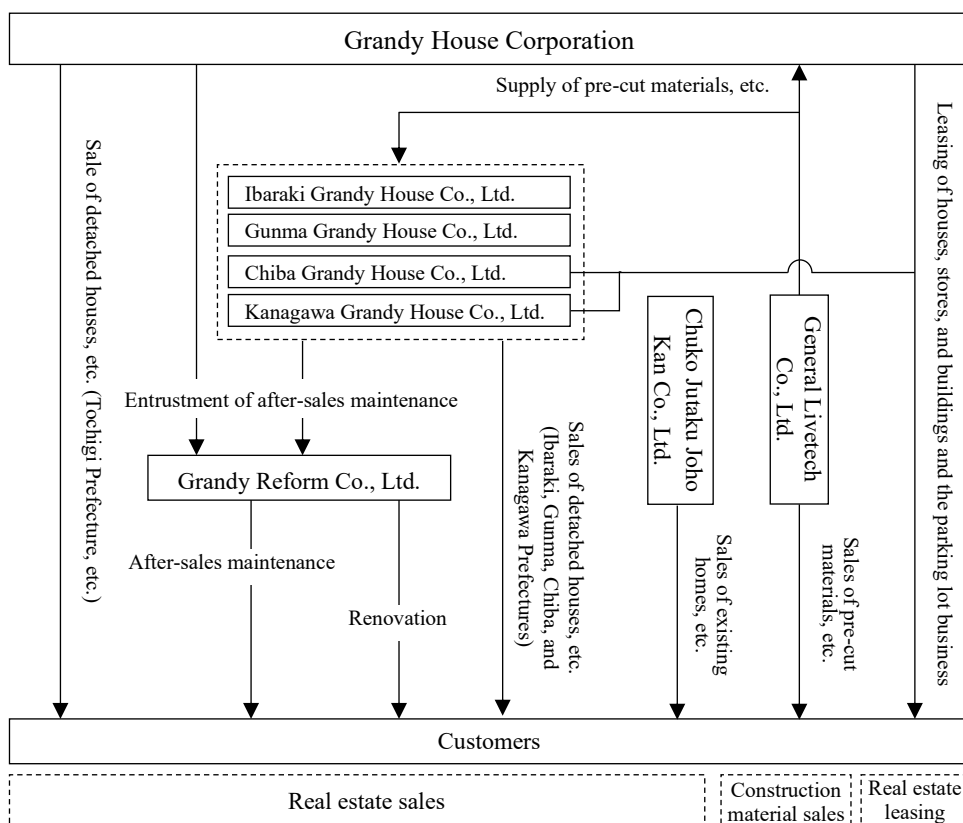 Grandy House Corporation
Supply of pre-cut materials, etc.
Sale of detached houses, etc. (Tochigi Prefecture, etc.)
Leasing of houses, stores, and buildings and the parking lot business
Ibaraki Grandy House Co., Ltd.
Gunma Grandy House Co., Ltd.
Chiba Grandy House Co., Ltd.
Kanagawa Grandy House Co., Ltd.
Chuko Jutaku Joho
Kan Co., Ltd.
General Livetech
Co., Ltd.
Entrustment of after-sales maintenance
Sales of detached houses, etc.
(Ibaraki, Gunma, Chiba, and
Kanagawa Prefectures)
Grandy Reform Co., Ltd.
After-sales maintenance
Renovation
Sales of existing
homes, etc.
Sales of pre-cut
materials, etc.
Customers
Real estate sales
Construction
material sales
Real estate
leasing